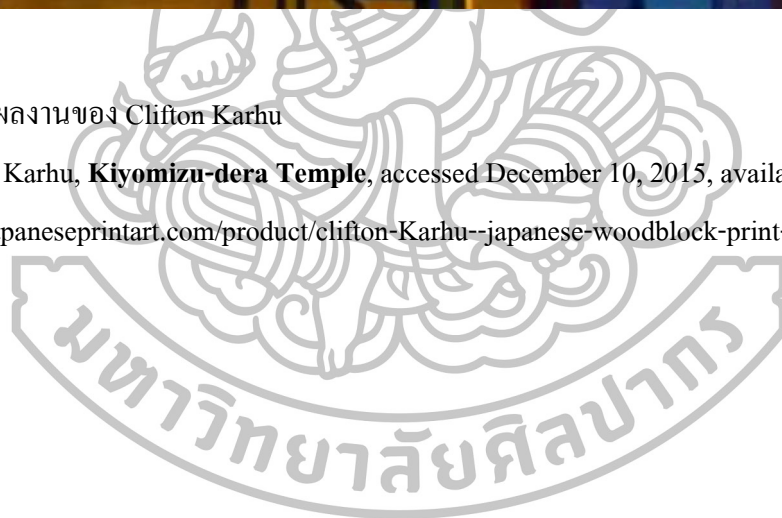 ผลงานของ Clifton Karhu
Karhu, Kiyomizu-dera Temple, accessed December 10, 2015,
paneseprintart.com/product/clifton-Karhu--japanese-woodblock-print-
มหาวิทยาลัยศิลปากร